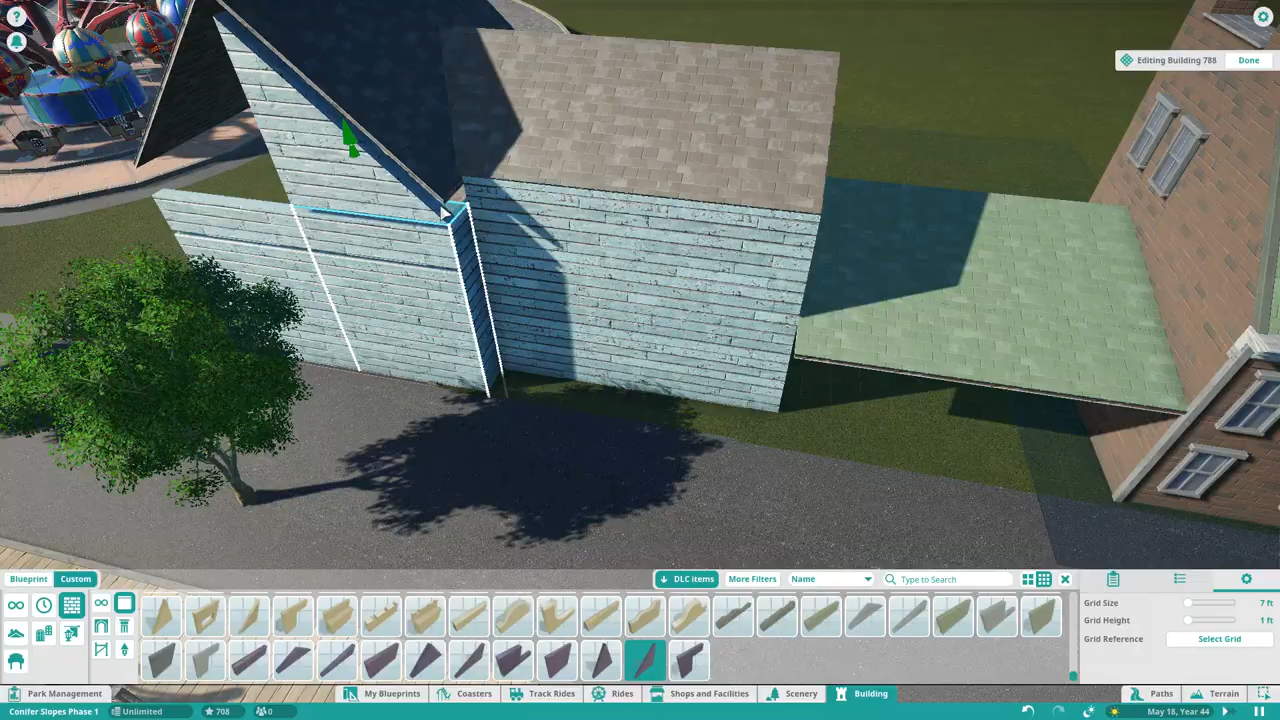 Editing Building 788 Done
Blueprint Custom DLC items More Filters Name Type to Search
Grid Size 7 ft
Grid Height 1 ft
Grid Reference Select Grid
Park Management My Blueprints Coasters Track Rides Rides Shops and Facilities Scenery Building Paths Terrain
Conifer Slopes Phase 1 Unlimited 708 0 May 18, Year 44